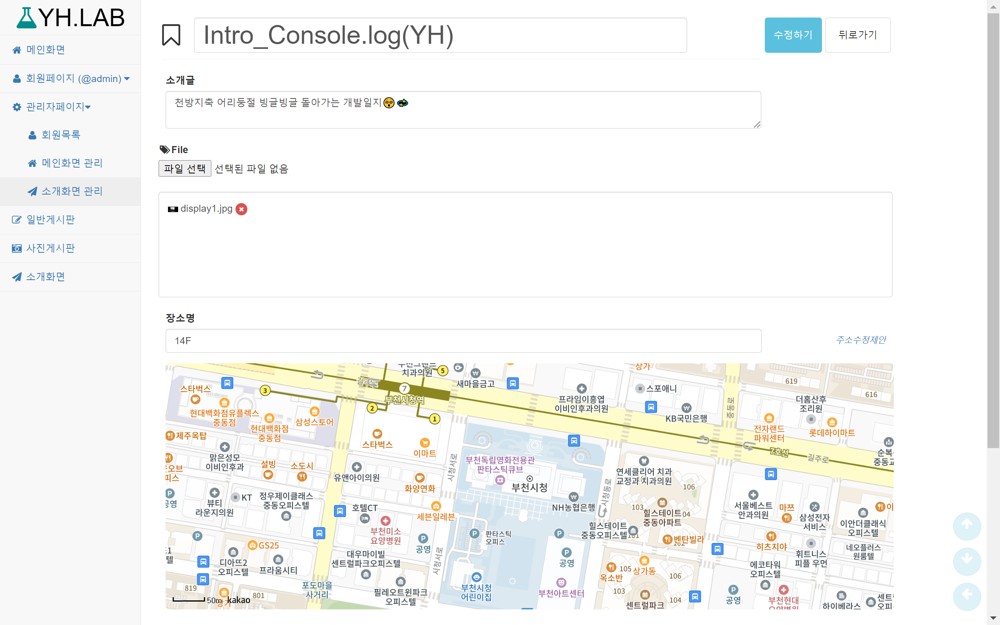 YH.LAB
메인화면
회원페이지 (@admin)
관리자페이지
회원목록
메인화면 관리
소개화면 관리
일반게시판
사진게시판
소개화면
Intro_Console.log(YH)
수정하기
뒤로가기
소개글
천방지축 어리둥절 빙글빙글 돌아가는 개발일지😵💫
File
파일 선택 선택된 파일 없음
display1.jpg
장소명
14F
주소수정제안
치과의원
5
새마을금고
상가
619
616
스타벅스
3
길주로
7
부천시청역
2
1
프라임이흥엽
이비인후과의원
스포애니
KB국민은행
중동로
더홈산후
조리원
현대백화점유플렉스
중동점
현대백화점
중동점
삼성스토어
전자랜드
파워센터
롯데하이마트
제주옥탑
스타벅스
이마트
맑은성모
이비인후과
설빙
소도시
유앤아이의원
화양연화
시청서로
부천독립영화전용관
판타스틱큐브
부천시청
NH농협은행
시청동로
연세클리어 치과
교정과 치과의원
106
7호선
길주로
뷰티
라운지의원
KT
정우제이클래스
중동오피스텔
호텔CT
세븐일레븐
부천미소
요양병원
103
힐스테이트
중동아파트
04
서울베스트
안과의원
마쯔
삼성전자
서비스
이안더클래식
오피스텔
힐스테이트
중동오피스텔
101
벤탄빌라
102
히츠지야
휘트니스
피플 우먼
네오플러스
원룸텔
GS25
공영
P
판타스틱
오피스
공영
대우마이빌
센트럴파크오피스텔
시청서로
디아뜨2
오피스텔
프라움시티
에코타워
오피스텔
옥소반
105
상가동
106
819
801
포도마을
사거리
필레오트윈파크
오피스텔
부천시청
어린이집
부천아트센터
103
센트럴파크
104
공영
부천현대
하이베라스
50m
kakao